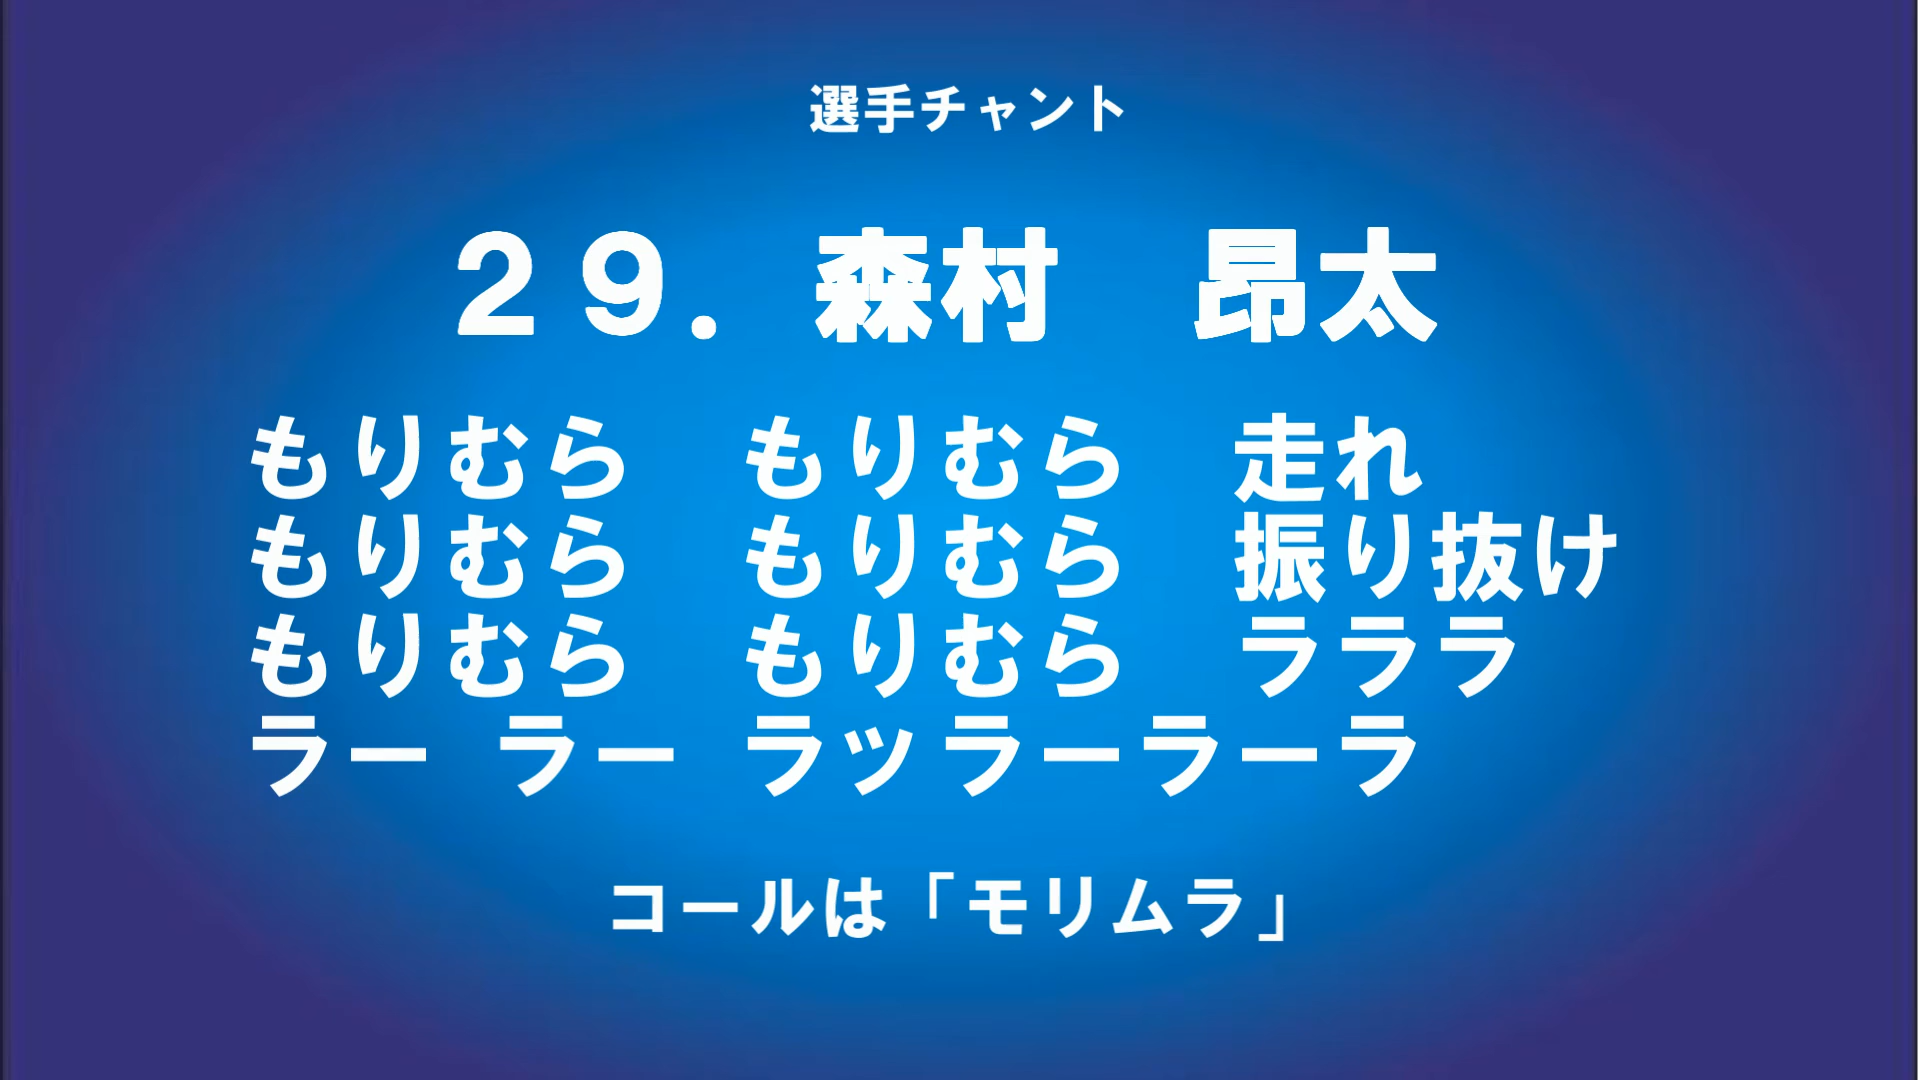 選手チャント
２９．森村　昂太
もりむら　もりむら　走れ
もりむら　もりむら　振り抜け
もりむら　もりむら　ラララ
ラー ラー ラッラーラーラ
コールは「モリムラ」